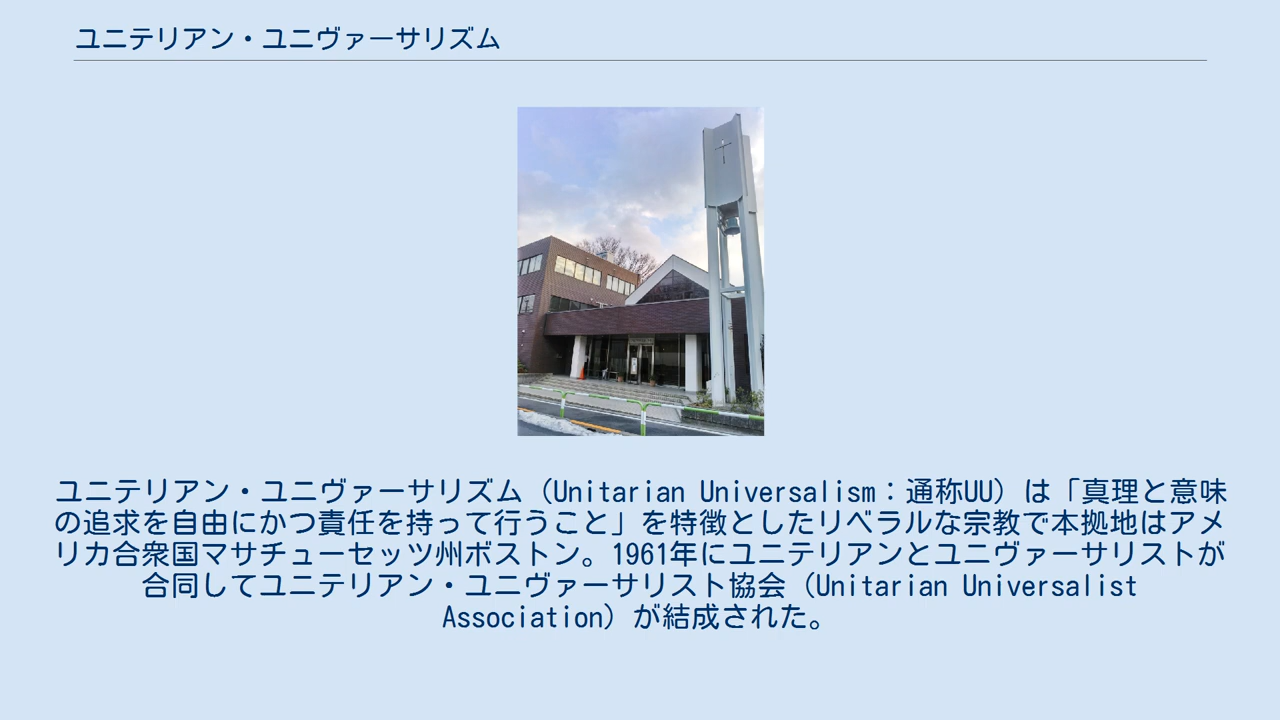 ユニテリアン・ユニヴァーサリズム
ユニテリアン・ユニヴァーサリズム（Unitarian Universalism：通称UU）は「真理と意味
の追求を自由にかつ責任を持って行うこと」を特徴としたリベラルな宗教で本拠地はアメ
リカ合衆国マサチューセッツ州ボストン。1961年にユニテリアンとユニヴァーサリストが
合同してユニテリアン・ユニヴァーサリスト協会（Unitarian Universalist
Association）が結成された。